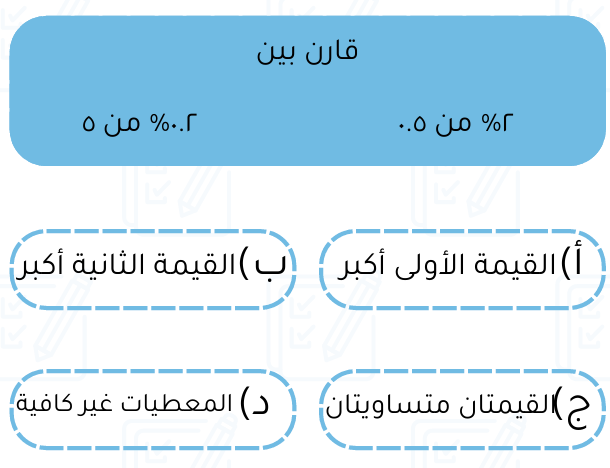 قارن بين
٢% من ٠.٥
٠.٢% من ٥
أ) القيمة الأولى أكبر
ب) القيمة الثانية أكبر
ج) القيمتان متساويتان
د) المعطيات غير كافية